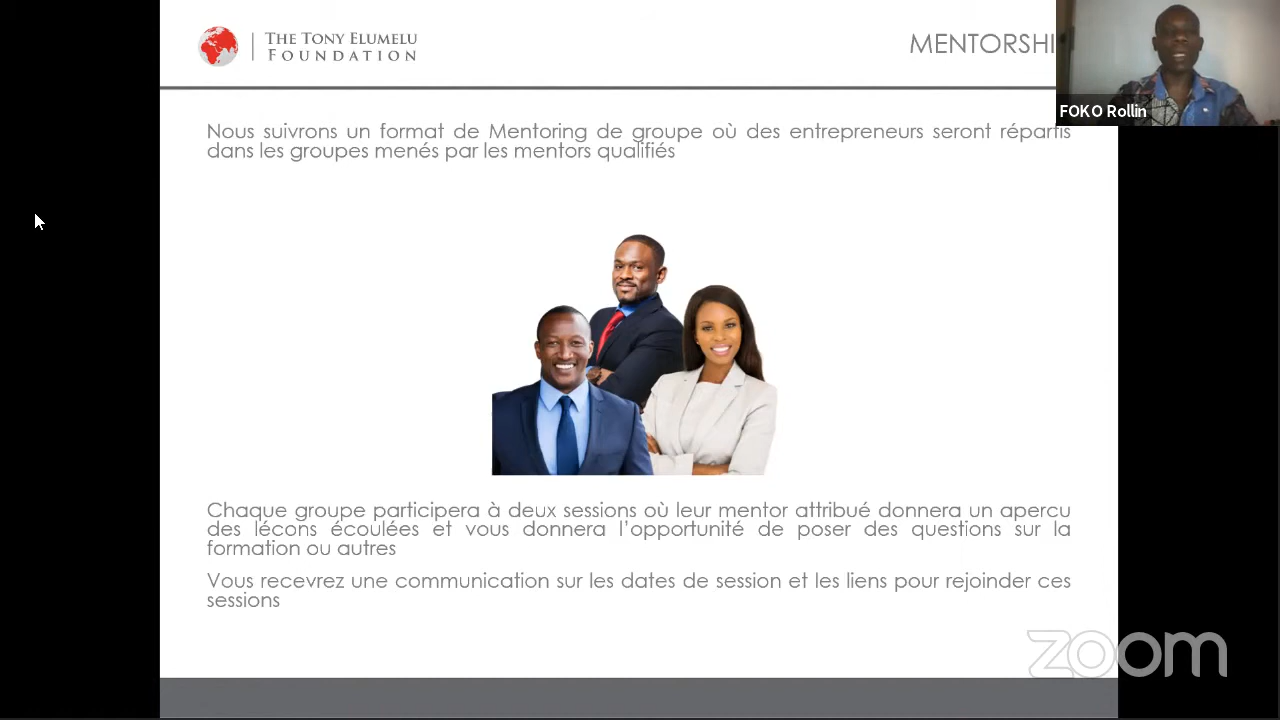 THE TONY ELUMELU
FOUNDATION
MENTORSHI
FOKO Rollin
Nous suivrons un format de Mentoring de groupe où des entrepreneurs seront répartis
dans les groupes menés par les mentors qualifiés
Chaque groupe participera à deux sessions où leur mentor attribué donnera un apercu
des lécons écoulées et vous donnera l'opportunité de poser des questions sur la
formation ou autres
Vous recevrez une communication sur les dates de session et les liens pour rejoinder ces
sessions
zoom